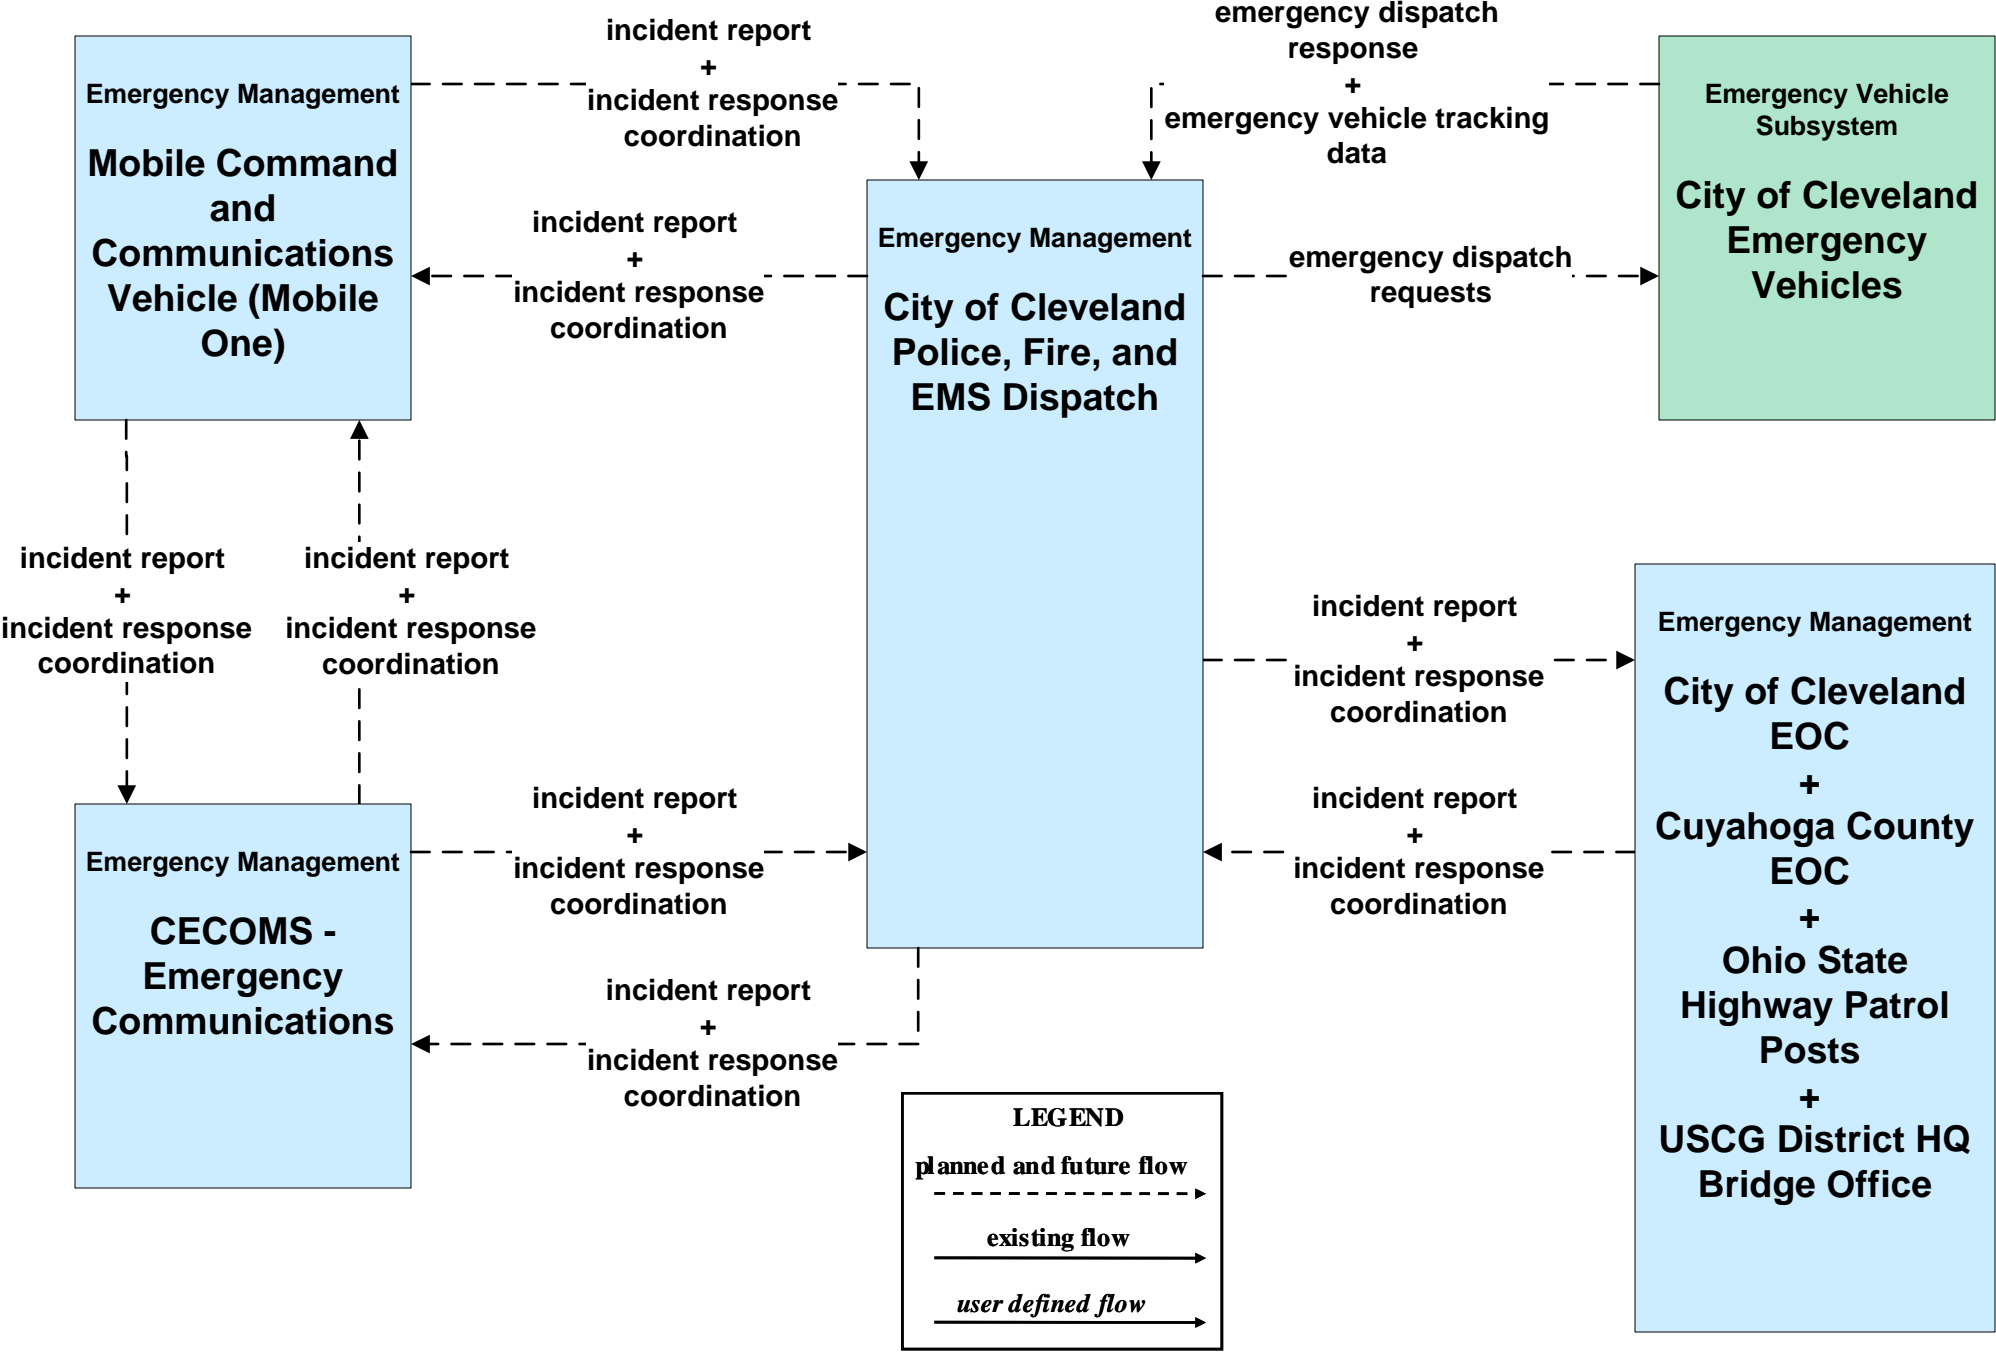 incident report
+
incident response
coordination
emergency dispatch
response
+
emergency vehicle tracking
data
Emergency Management
Mobile Command
and
Communications
Vehicle (Mobile
One)
Emergency Vehicle
Subsystem
City of Cleveland
Emergency
Vehicles
incident report
+
incident response
coordination
Emergency Management
City of Cleveland
Police, Fire, and
EMS Dispatch
emergency dispatch
requests
incident report
+
incident response
coordination
incident report
+
incident response
coordination
incident report
+
incident response
coordination
Emergency Management
City of Cleveland
EOC
+
Cuyahoga County
EOC
+
Ohio State
Highway Patrol
Posts
+
USCG District HQ
Bridge Office
incident report
+
incident response
coordination
incident report
+
incident response
coordination
Emergency Management
CECOMS -
Emergency
Communications
incident report
+
incident response
coordination
LEGEND
planned and future flow
existing flow
user defined flow